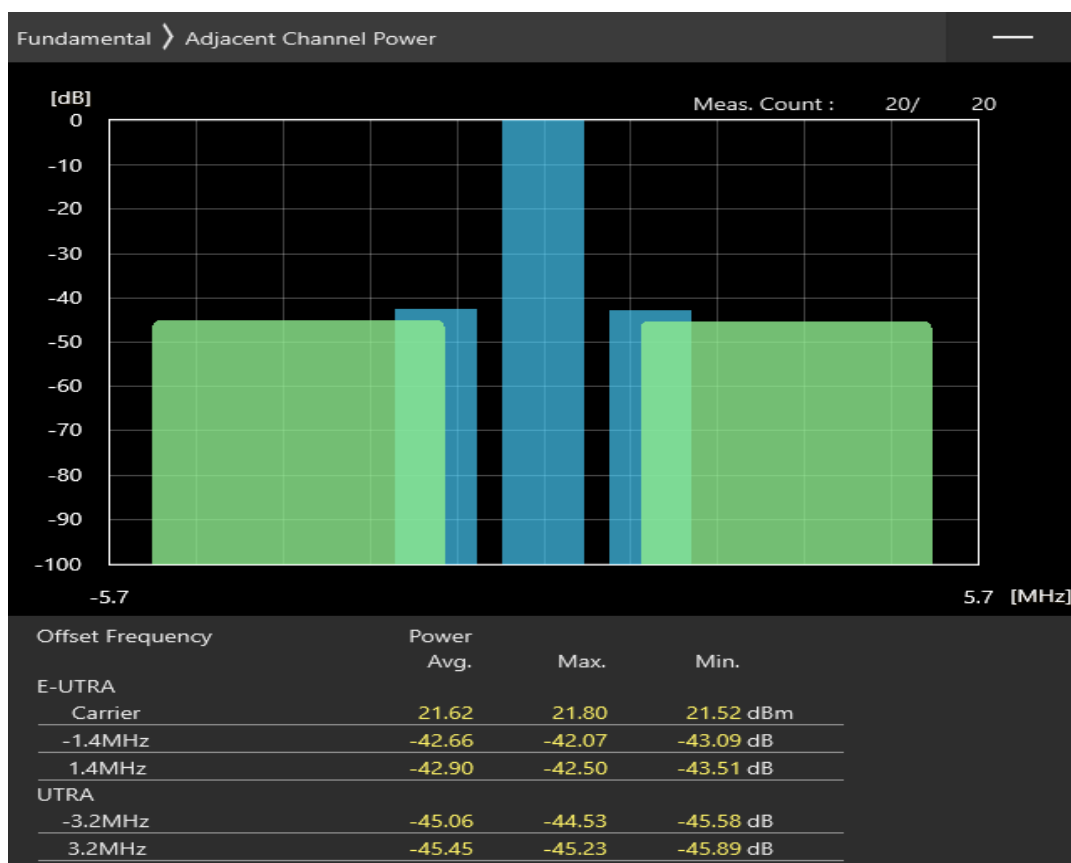 Fundamental ❯ Adjacent Channel Power
[dB]
Meas. Count : 20/ 20
0
-10
-20
-30
-40
-50
-60
-70
-80
-90
-100
-5.7 5.7 [MHz]
Offset Frequency Power
Avg. Max. Min.
E-UTRA
Carrier 21.62 21.80 21.52 dBm
-1.4MHz -42.66 -42.07 -43.09 dB
1.4MHz -42.90 -42.50 -43.51 dB
UTRA
-3.2MHz -45.06 -44.53 -45.58 dB
3.2MHz -45.45 -45.23 -45.89 dB